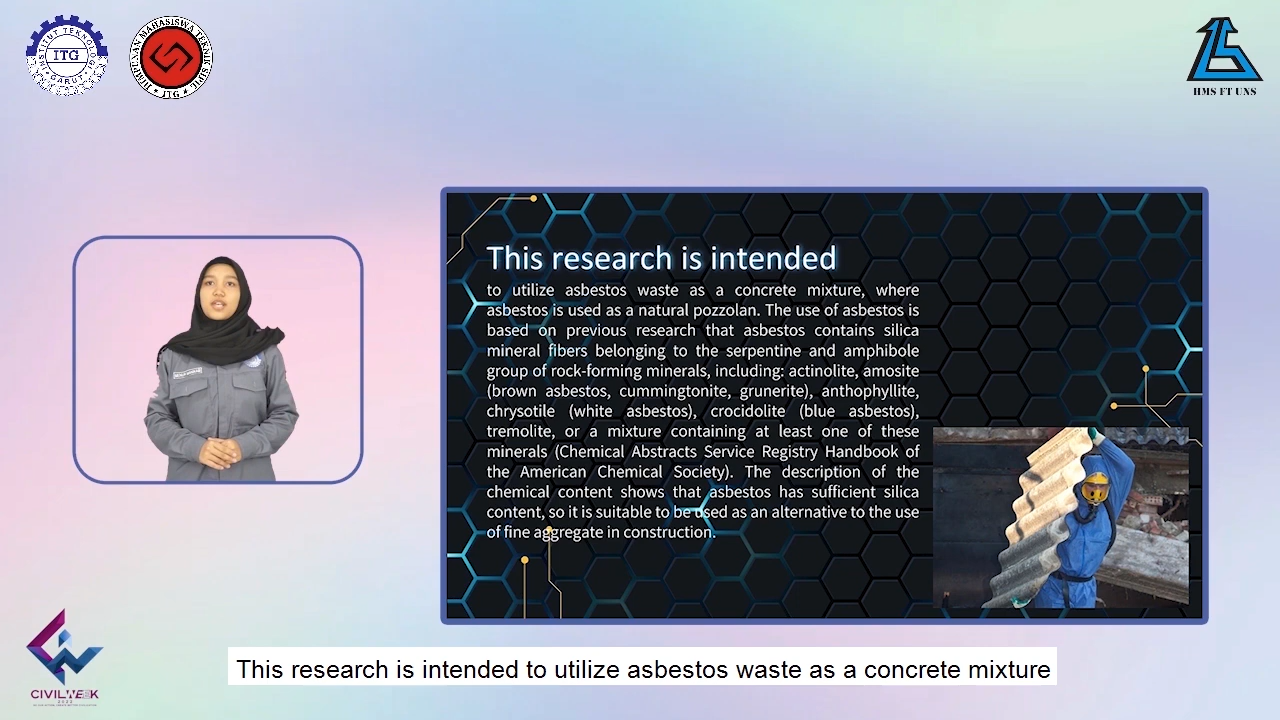 ITG
HIMPUNAN MAHASISWA TEKNIK SIPIL
ITG
HMS FT UNS
This research is intended
to utilize asbestos waste as a concrete mixture, where
asbestos is used as a natural pozzolan. The use of asbestos is
based on previous research that asbestos contains silica
mineral fibers belonging to the serpentine and amphibole
group of rock-forming minerals, including: actinolite, amosite
(brown asbestos, cummingtonite, grunerite), anthophyllite,
chrysotile (white asbestos), crocidolite (blue asbestos),
tremolite, or a mixture containing at least one of these
minerals (Chemical Abstracts Service Registry Handbook of
the American Chemical Society). The description of the
chemical content shows that asbestos has sufficient silica
content, so it is suitable to be used as an alternative to the use
of fine aggregate in construction.
CIVILWEEK
This research is intended to utilize asbestos waste as a concrete mixture